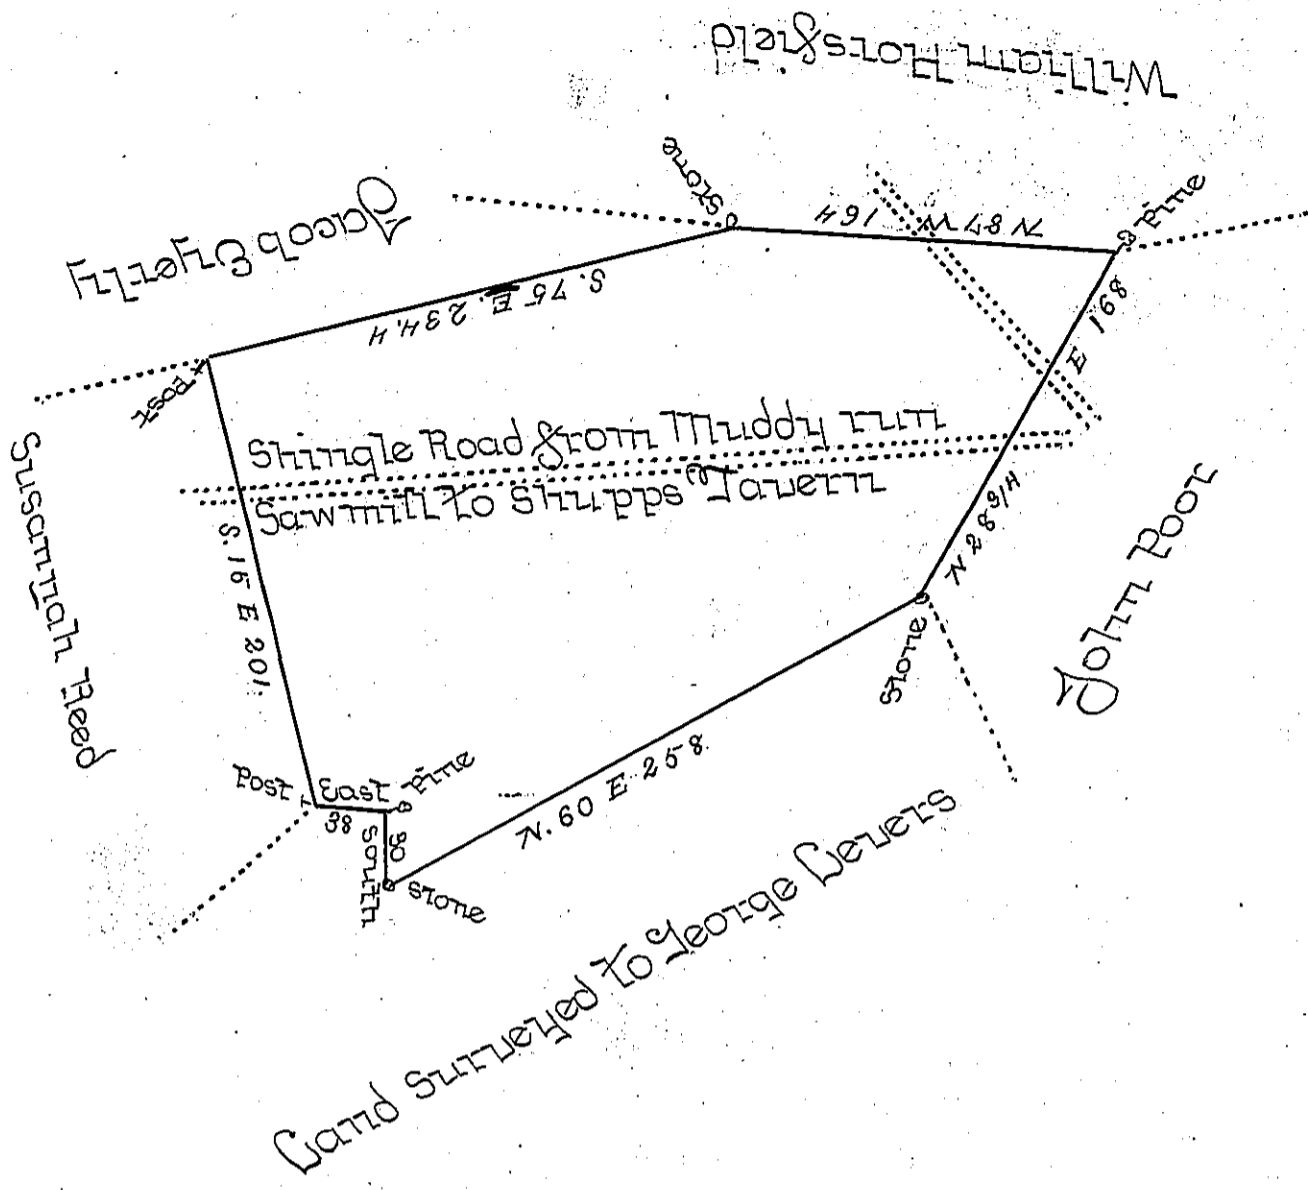 William Horsfield
Stone
Pine
N 87 W 164
Jacob Eyerly
S. 75 E. 234.4
Post
E 168
N 28 3/4
Shingle Road from Muddy run
Sawmill to Shupps Tavern
Susannah Reed
S. 15 E 201.
John Poor
Stone
Post
East
Pine
38
South
30
Stone
N. 60 E 258.
Land Surveyed to George Levers